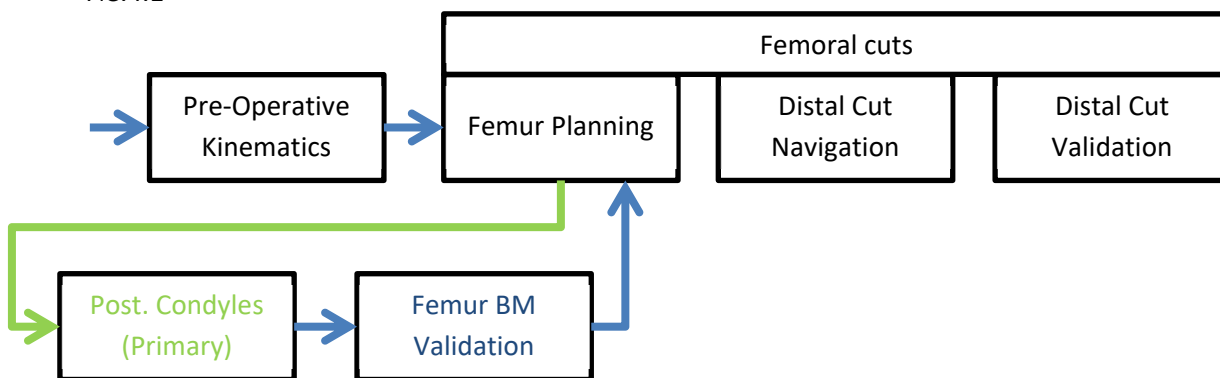 Femoral cuts
Pre-Operative
Kinematics
Femur Planning
Distal Cut
Navigation
Distal Cut
Validation
Post. Condyles
(Primary)
Femur BM
Validation